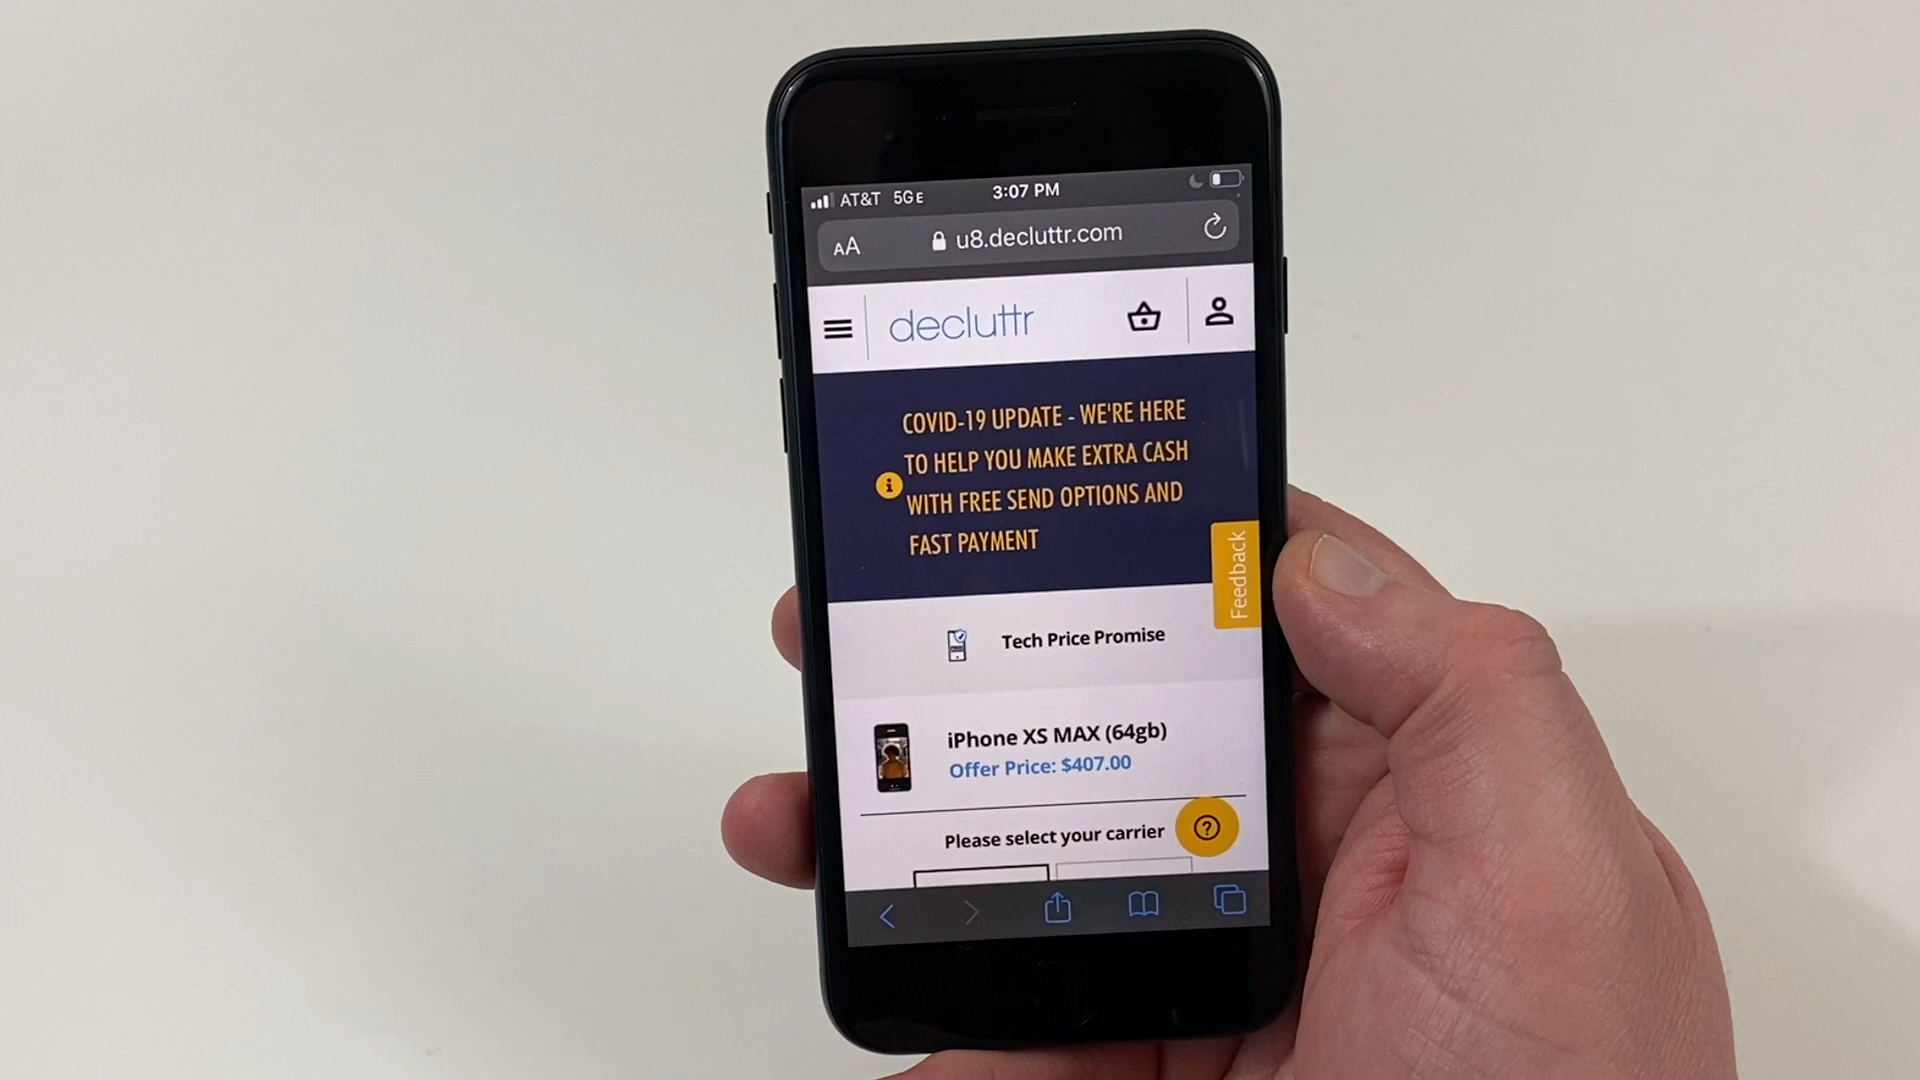 AT&T 5GE 3:07 PM
AA u8.decluttr.com
decluttr
COVID-19 UPDATE - WE'RE HERE
TO HELP YOU MAKE EXTRA CASH
WITH FREE SEND OPTIONS AND
FAST PAYMENT
Feedback
Tech Price Promise
iPhone XS MAX (64gb)
Offer Price: $407.00
Please select your carrier